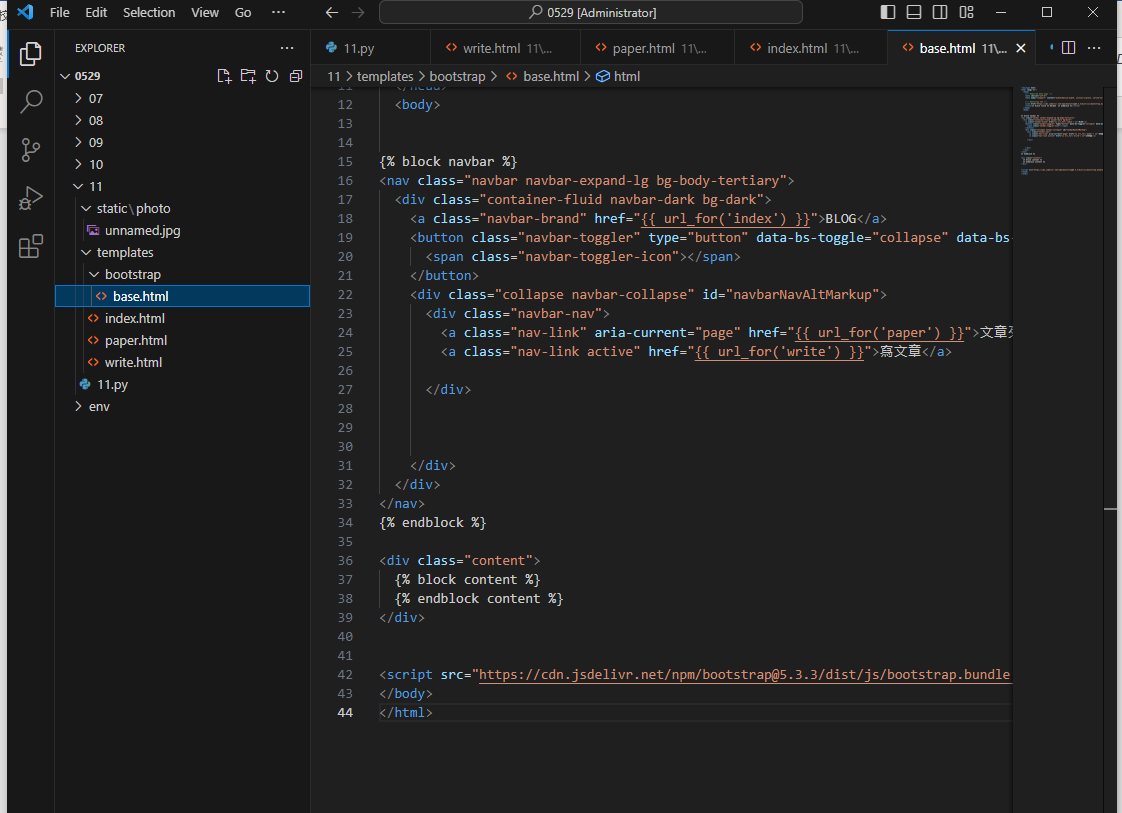 File Edit Selection View Go ··· 0529 [Administrator]
EXPLORER ···
11.py write.html 11\... paper.html 11\... index.html 11\... base.html 11\... ···
0529
07
08
09
10
11
static\photo
unnamed.jpg
templates
bootstrap
base.html
index.html
paper.html
write.html
11.py
env
11 > templates > bootstrap > base.html > html
11 </head>
12 <body>
13
14
15 {% block navbar %}
16 <nav class="navbar navbar-expand-lg bg-body-tertiary">
17 <div class="container-fluid navbar-dark bg-dark">
18 <a class="navbar-brand" href="{{ url_for('index') }}">BLOG</a>
19 <button class="navbar-toggler" type="button" data-bs-toggle="collapse" data-bs-
20 <span class="navbar-toggler-icon"></span>
21 </button>
22 <div class="collapse navbar-collapse" id="navbarNavAltMarkup">
23 <div class="navbar-nav">
24 <a class="nav-link" aria-current="page" href="{{ url_for('paper') }}">文章
25 <a class="nav-link active" href="{{ url_for('write') }}">寫文章</a>
26
27 </div>
28
29
30
31 </div>
32 </div>
33 </nav>
34 {% endblock %}
35
36 <div class="content">
37 {% block content %}
38 {% endblock content %}
39 </div>
40
41
42 <script src="https://cdn.jsdelivr.net/npm/bootstrap@5.3.3/dist/js/bootstrap.bundle
43 </body>
44 </html>